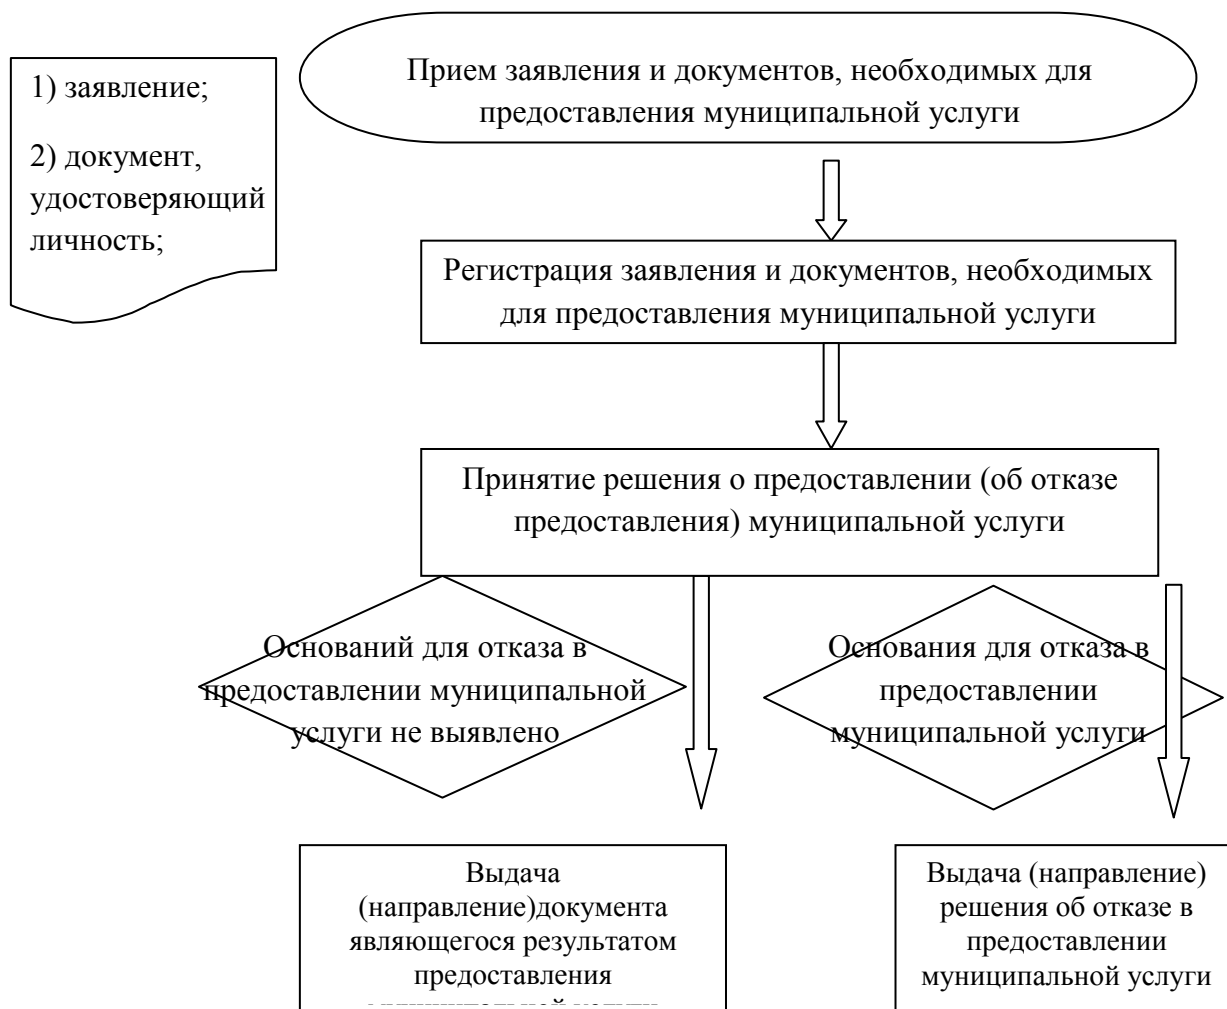 1) заявление;
2) документ,
удостоверяющий
личность;
Прием заявления и документов, необходимых для
предоставления муниципальной услуги
Регистрация заявления и документов, необходимых
для предоставления муниципальной услуги
Принятие решения о предоставлении (об отказе
предоставления) муниципальной услуги
Оснований для отказа в
предоставлении муниципальной
услуги не выявлено
Основания для отказа в
предоставлении
муниципальной услуги
Выдача
(направление)документа
являющегося результатом
предоставления
муниципальной услуги
Выдача (направление)
решения об отказе в
предоставлении
муниципальной услуги